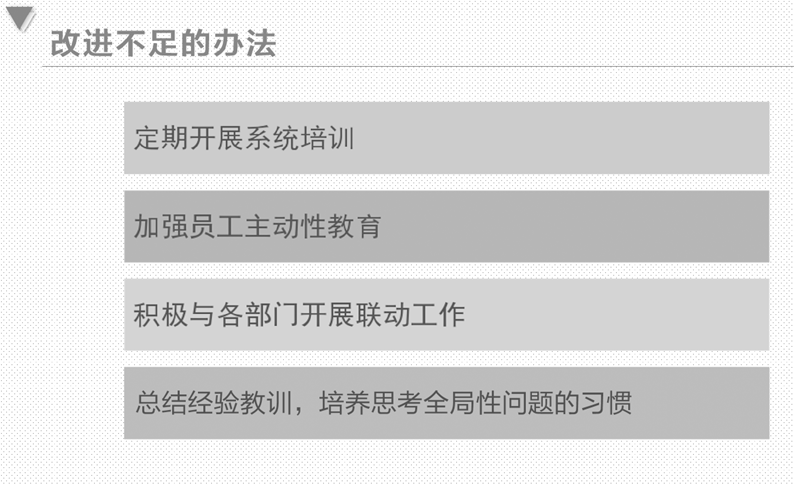 改进不足的办法
定期开展系统培训
加强员工主动性教育
积极与各部门开展联动工作
总结经验教训，培养思考全局性问题的习惯